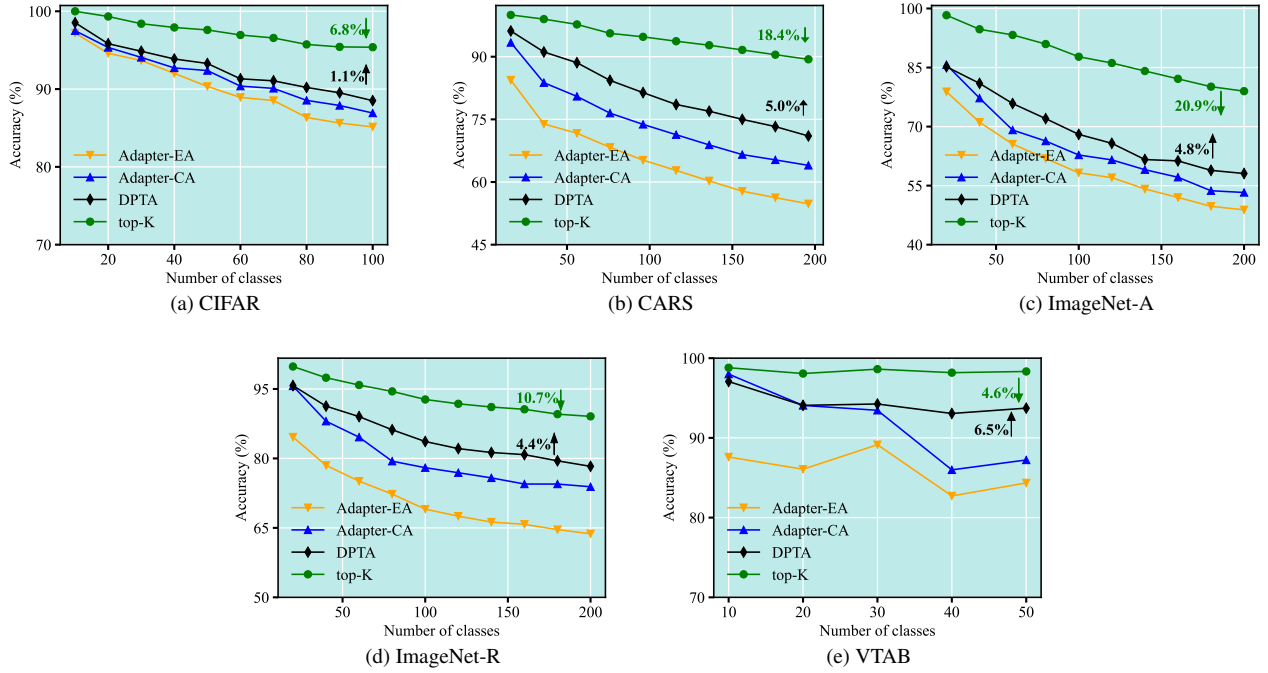 100
90
80
70
Accuracy (%)
6.8%
1.1%
Adapter-EA
Adapter-CA
DPTA
top-K
20 40 60 80 100
Number of classes
(a) CIFAR
90
75
60
45
Accuracy (%)
18.4%
5.0%
Adapter-EA
Adapter-CA
DPTA
top-K
50 100 150 200
Number of classes
(b) CARS
100
85
70
55
40
Accuracy (%)
20.9%
4.8%
Adapter-EA
Adapter-CA
DPTA
top-K
50 100 150 200
Number of classes
(c) ImageNet-A
95
80
65
50
Accuracy (%)
10.7%
4.4%
Adapter-EA
Adapter-CA
DPTA
top-K
50 100 150 200
Number of classes
(d) ImageNet-R
100
90
80
70
Accuracy (%)
4.6%
6.5%
Adapter-EA
Adapter-CA
DPTA
top-K
10 20 30 40 50
Number of classes
(e) VTAB